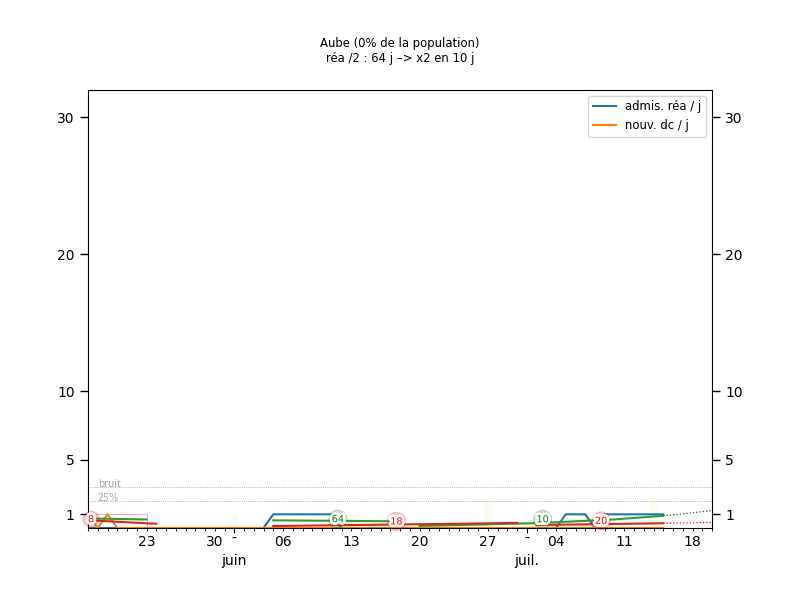 Aube (0% de la population)
réa /2 : 64 j –> x2 en 10 j
admis. réa / j
nouv. dc / j
30 30
20 20
10 10
5 5
bruit
25%
1 1
8 64 18 10 20
23 30 - 06 13 20 27 - 04 11 18
juin juil.